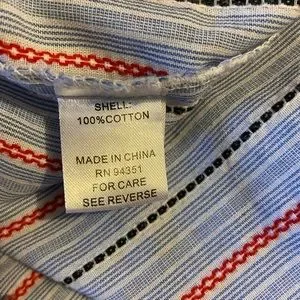 SHELL:
100%COTTON
MADE IN CHINA
RN 94351
FOR CARE
SEE REVERSE